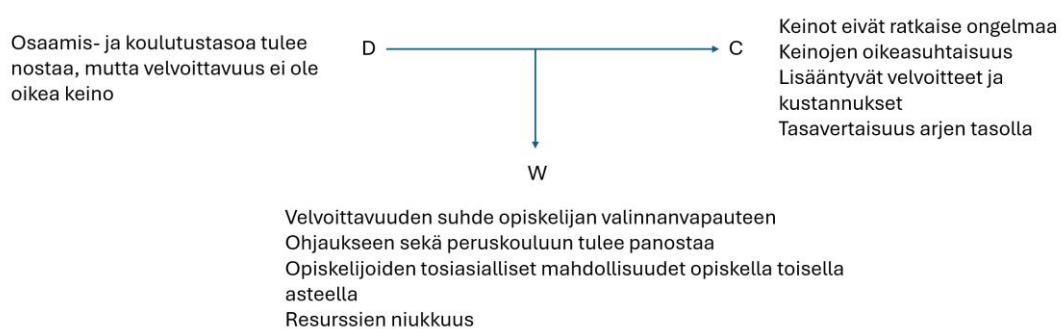 Osaamis- ja koulutustasoa tulee
nostaa, mutta velvoittavuus ei ole
oikea keino
D
C
Keinot eivät ratkaise ongelmaa
Keinojen oikeasuhtaisuus
Lisääntyvät velvoitteet ja
kustannukset
Tasavertaisuus arjen tasolla
W
Velvoittavuuden suhde opiskelijan valinnanvapauteen
Ohjaukseen sekä peruskouluun tulee panostaa
Opiskelijoiden tosiasialliset mahdollisuudet opiskella toisella
asteella
Resurssien niukkuus